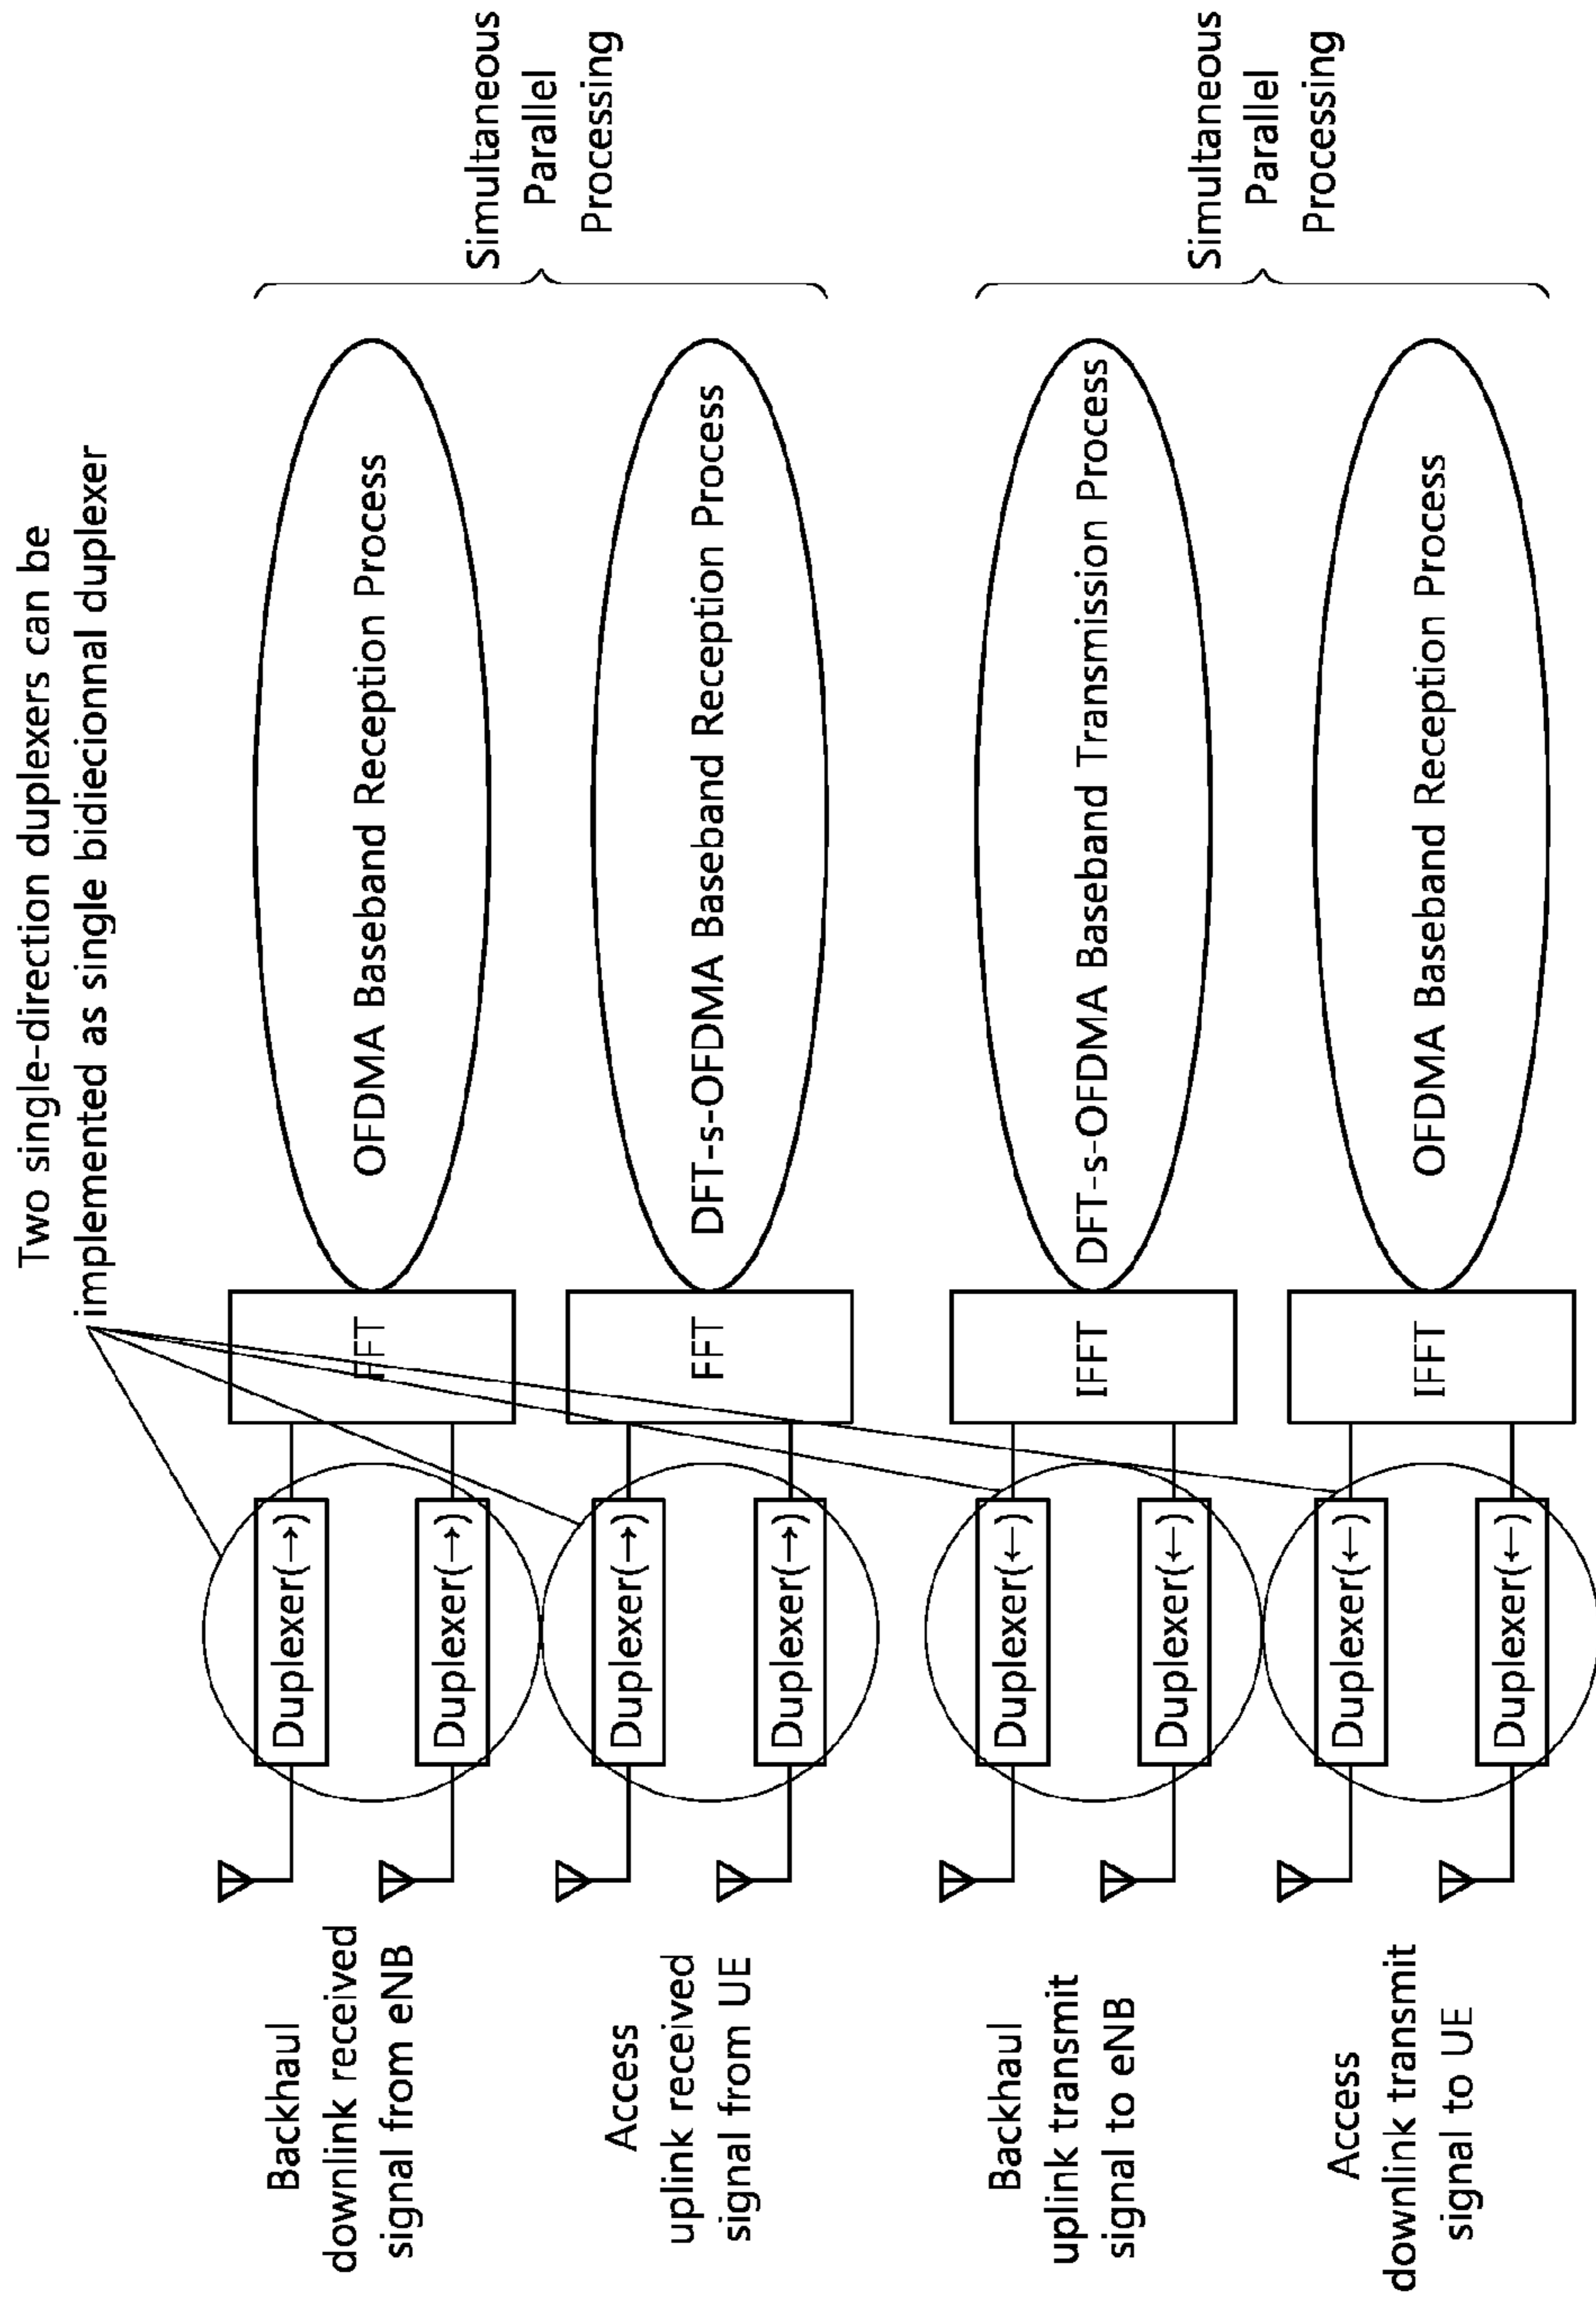 Two single-direction duplexers can be
implemented as single bidiecionnal duplexer
Backhaul
downlink received
signal from eNB
Duplexer(→)
Duplexer(→)
FFT
OFDMA Baseband Reception Process
Access
uplink received
signal from UE
Duplexer(→)
Duplexer(→)
FFT
DFT-s-OFDMA Baseband Reception Process
Simultaneous
Parallel
Processing
Backhaul
uplink transmit
signal to eNB
Duplexer(←)
Duplexer(←)
IFFT
DFT-s-OFDMA Baseband Transmission Process
Access
downlink transmit
signal to UE
Duplexer(←)
Duplexer(←)
IFFT
OFDMA Baseband Reception Process
Simultaneous
Parallel
Processing